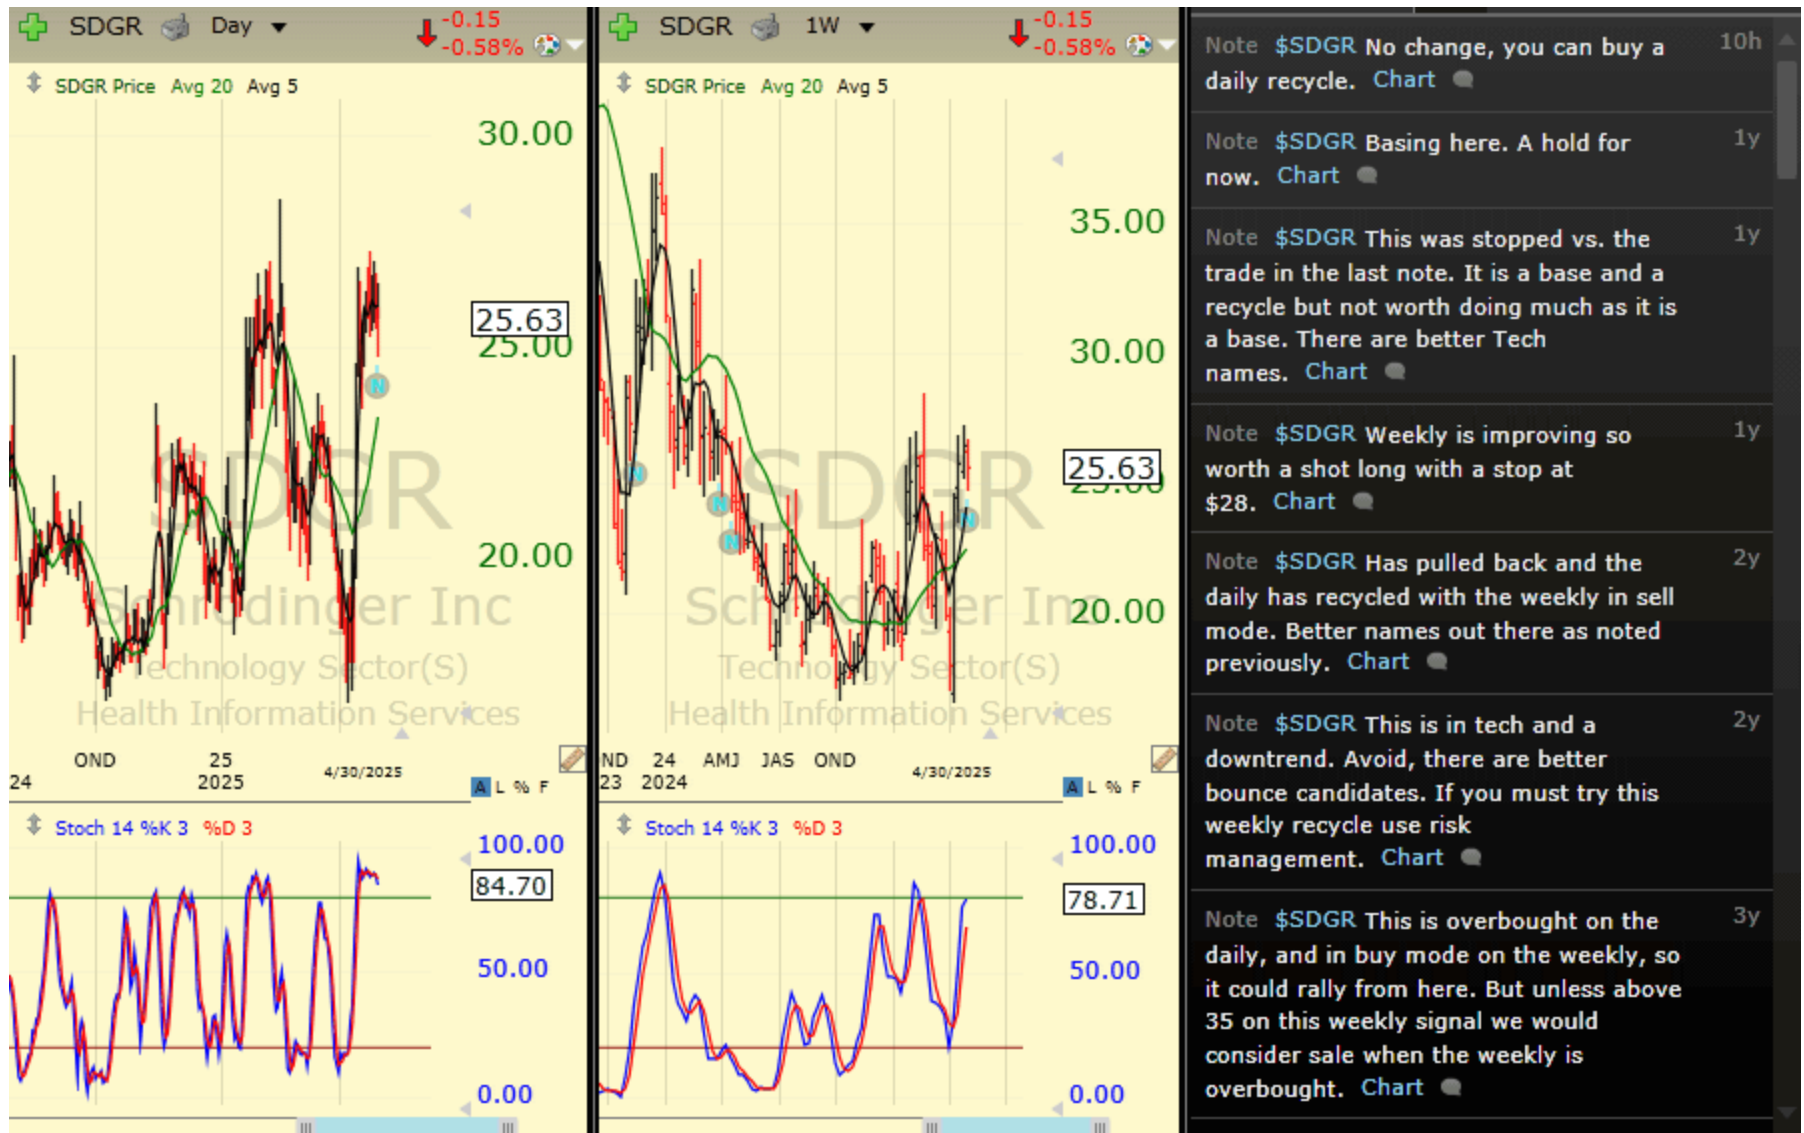 SDGR Day
-0.15
-0.58%
SDGR Price Avg 20 Avg 5
30.00
25.63
25.00
20.00
N
SDGR
Schrodinger Inc
Technology Sector(S)
Health Information Services
OND 25
24 2025 4/30/2025
A L % F
Stoch 14 %K 3 %D 3
100.00
84.70
50.00
0.00
SDGR 1W
-0.15
-0.58%
SDGR Price Avg 20 Avg 5
35.00
30.00
25.63
25.00
20.00
N
N
N
N
SDGR
Schrodinger Inc
Technology Sector(S)
Health Information Services
ND 24 AMJ JAS OND
23 2024 4/30/2025
A L % F
Stoch 14 %K 3 %D 3
100.00
78.71
50.00
0.00
Note $SDGR No change, you can buy a 10h
daily recycle. Chart
Note $SDGR Basing here. A hold for 1y
now. Chart
Note $SDGR This was stopped vs. the 1y
trade in the last note. It is a base and a
recycle but not worth doing much as it is
a base. There are better Tech
names. Chart
Note $SDGR Weekly is improving so 1y
worth a shot long with a stop at
$28. Chart
Note $SDGR Has pulled back and the 2y
daily has recycled with the weekly in sell
mode. Better names out there as noted
previously. Chart
Note $SDGR This is in tech and a 2y
downtrend. Avoid, there are better
bounce candidates. If you must try this
weekly recycle use risk
management. Chart
Note $SDGR This is overbought on the 3y
daily, and in buy mode on the weekly, so
it could rally from here. But unless above
35 on this weekly signal we would
consider sale when the weekly is
overbought. Chart